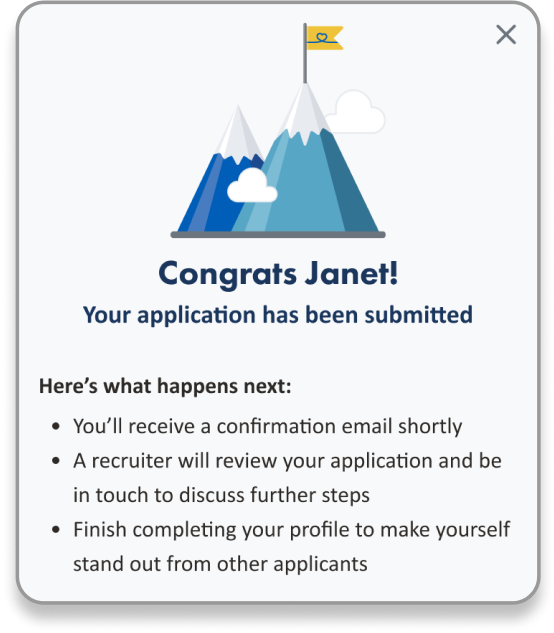 Congrats Janet!
Your application has been submitted
Here’s what happens next:
• You’ll receive a confirmation email shortly
• A recruiter will review your application and be
in touch to discuss further steps
• Finish completing your profile to make yourself
stand out from other applicants